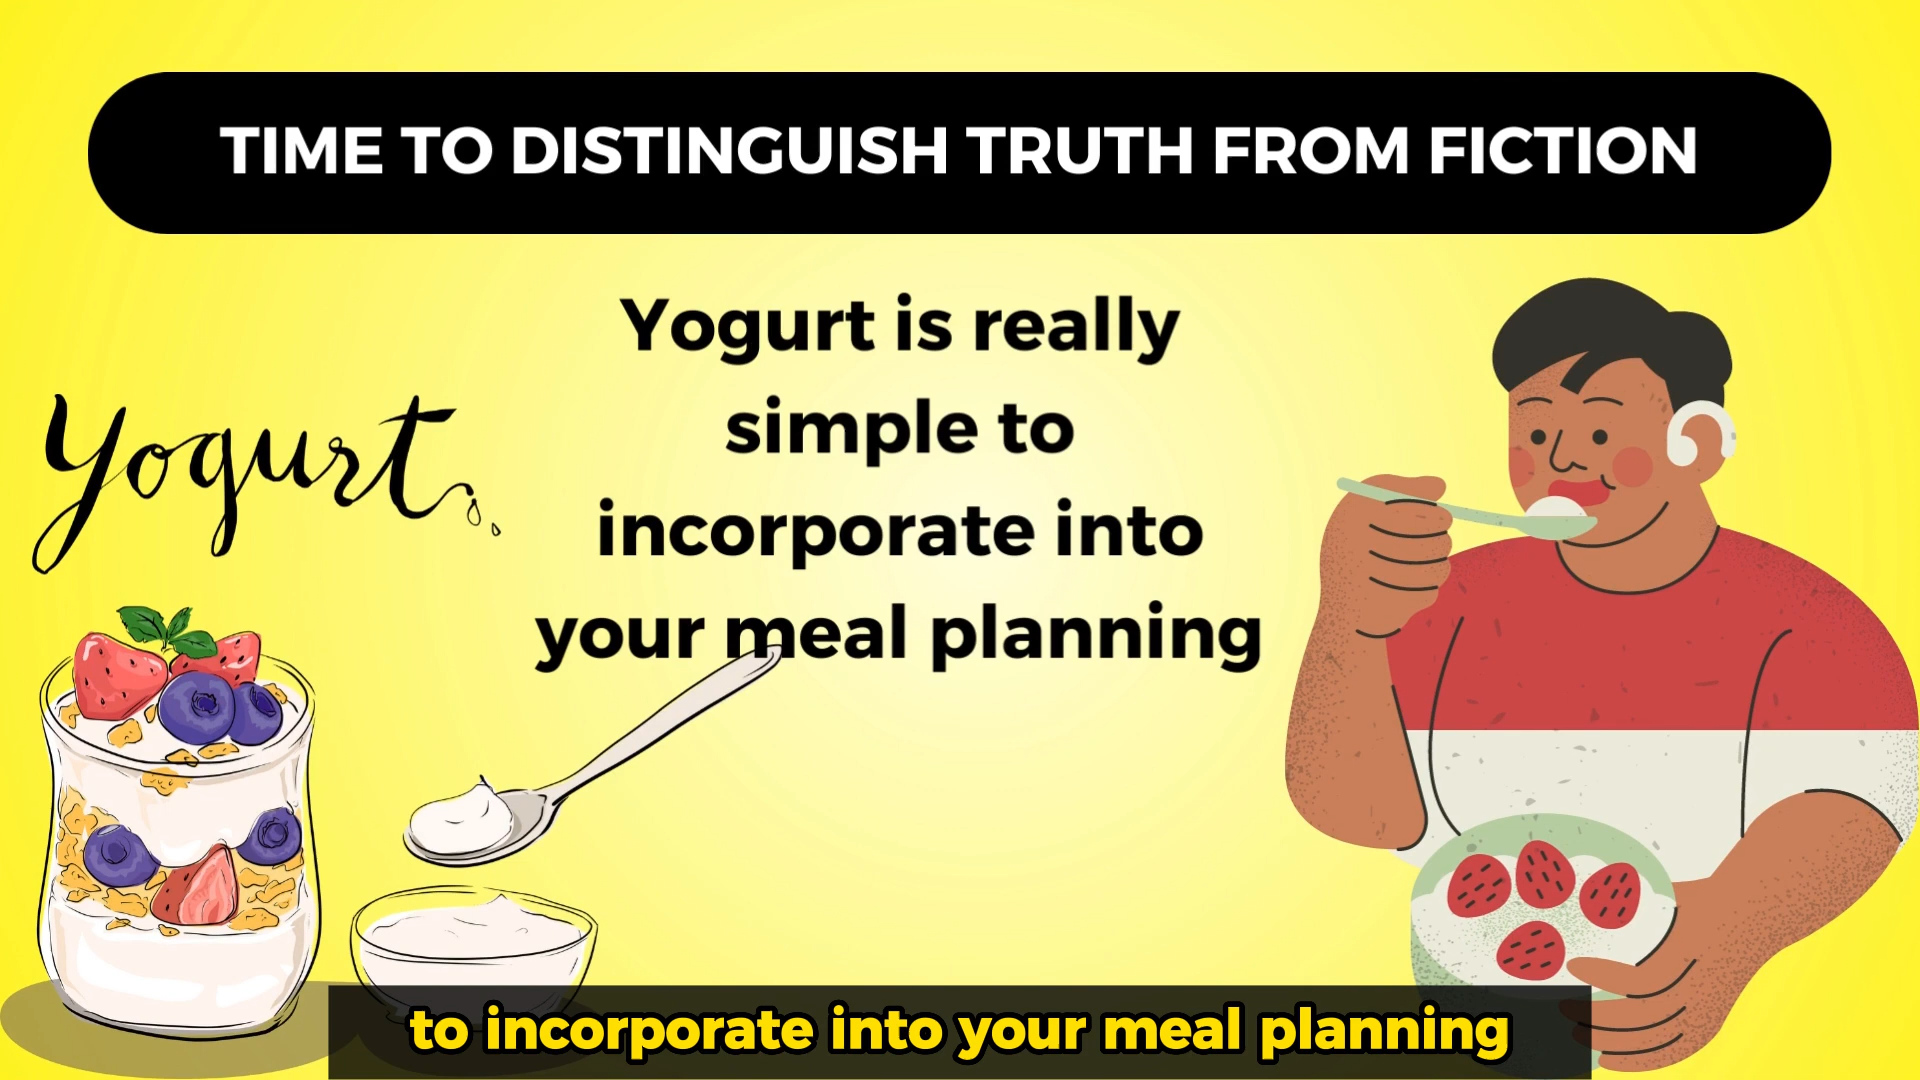 TIME TO DISTINGUISH TRUTH FROM FICTION
Yogurt is really
simple to
incorporate into
your meal planning
Yogurt
to incorporate into your meal planning